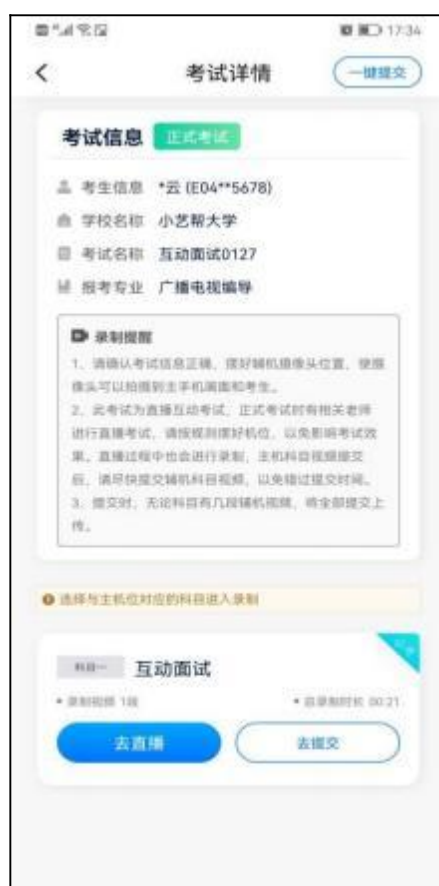 17:34
考试详情
一键提交
考试信息 正式考试
考生信息 *云 (E04**5678)
学校名称 小艺帮大学
考试名称 互动面试0127
报考专业 广播电视编导
录制提醒
1、请确认考试信息正确，摆好辅机摄像头位置，使摄
像头可以拍摄到主手机画面和考生。
2、此考试为直播互动考试，正式考试时有相关老师
进行直播考试，请按规则摆好机位，以免影响考试效
果。直播过程中也会进行录制，主机科目视频提交
后，请尽快提交辅机科目视频，以免错过提交时间。
3、提交时，无论科目有几段辅机视频，将全部提交上
传。
选择与主机位对应的科目进入录制
科目一 互动面试
录制视频 1段
总录制时长 00:21
去直播
去提交